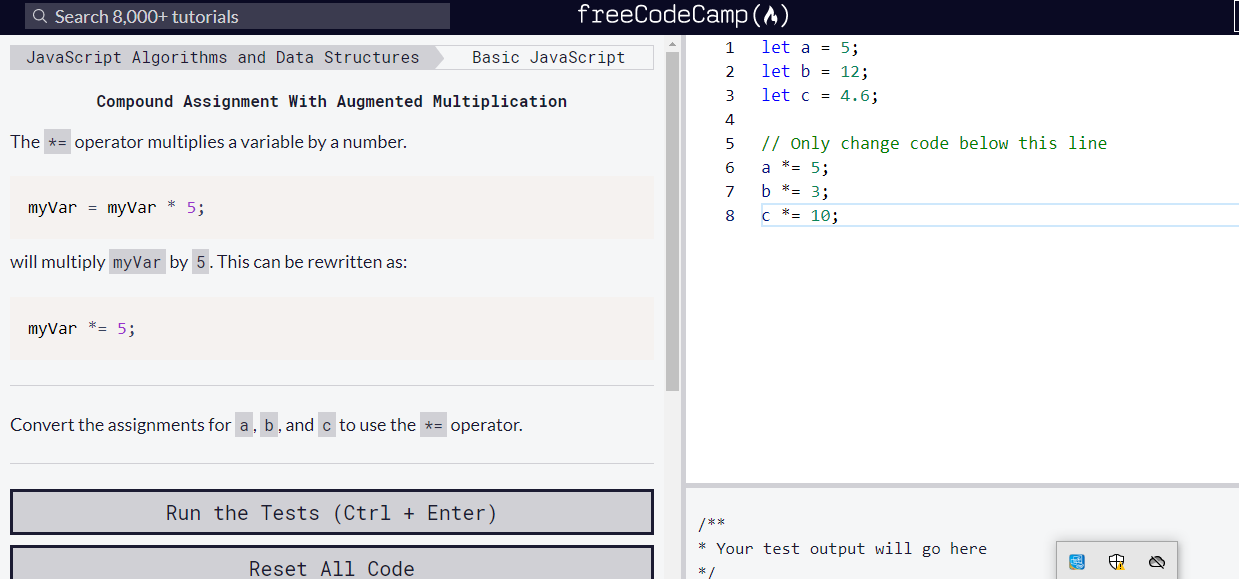 Search 8,000+ tutorials
freeCodeCamp(🔥)
JavaScript Algorithms and Data Structures
Basic JavaScript
Compound Assignment With Augmented Multiplication
The *= operator multiplies a variable by a number.
myVar = myVar * 5;
will multiply myVar by 5. This can be rewritten as:
myVar *= 5;
Convert the assignments for a, b, and c to use the *= operator.
Run the Tests (Ctrl + Enter)
Reset All Code
1 let a = 5;
2 let b = 12;
3 let c = 4.6;
4
5 // Only change code below this line
6 a *= 5;
7 b *= 3;
8 c *= 10;
/**
* Your test output will go here
*/